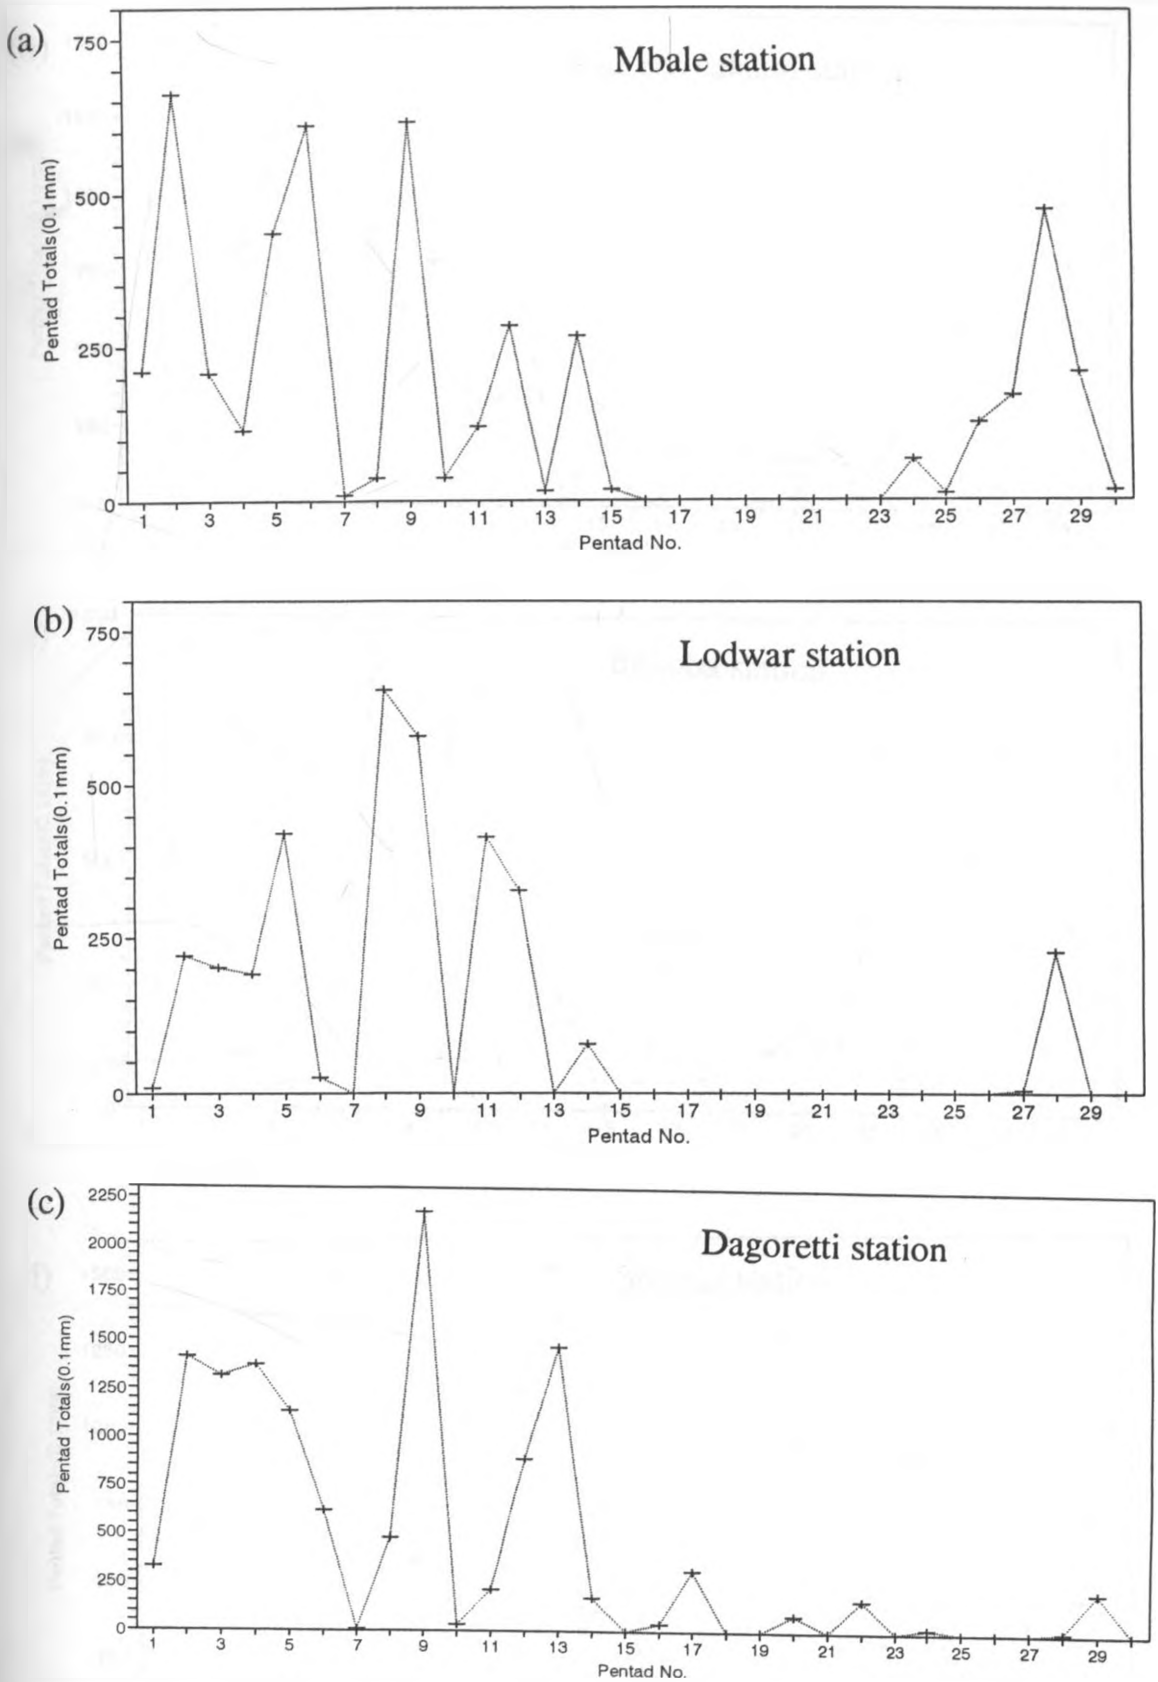 (a)
Mbale station
750
500
250
0
Pentad Totals(0.1mm)
1 3 5 7 9 11 13 15 17 19 21 23 25 27 29
Pentad No.
(b)
Lodwar station
750
500
250
0
Pentad Totals(0.1mm)
1 3 5 7 9 11 13 15 17 19 21 23 25 27 29
Pentad No.
(c)
Dagoretti station
2250
2000
1750
1500
1250
1000
750
500
250
0
Pentad Totals(0.1mm)
1 3 5 7 9 11 13 15 17 19 21 23 25 27 29
Pentad No.